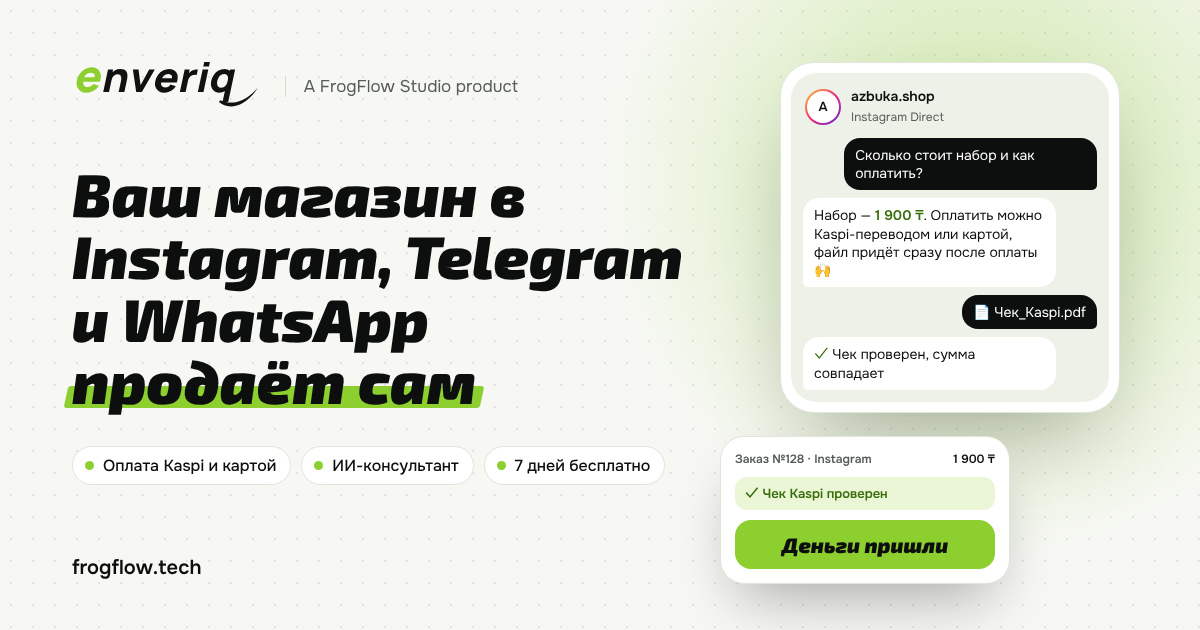 enveriq
A FrogFlow Studio product
Ваш магазин в
Instagram, Telegram
и WhatsApp
продаёт сам
Оплата Kaspi и картой
ИИ-консультант
7 дней бесплатно
frogflow.tech
A
azbuka.shop
Instagram Direct
Сколько стоит набор и как
оплатить?
Набор — 1 900 ₸. Оплатить можно
Kaspi-переводом или картой,
файл придёт сразу после оплаты
🙌
📄 Чек_Kaspi.pdf
✓ Чек проверен, сумма
совпадает
Заказ №128 · Instagram
1 900 ₸
✓ Чек Kaspi проверен
Деньги пришли